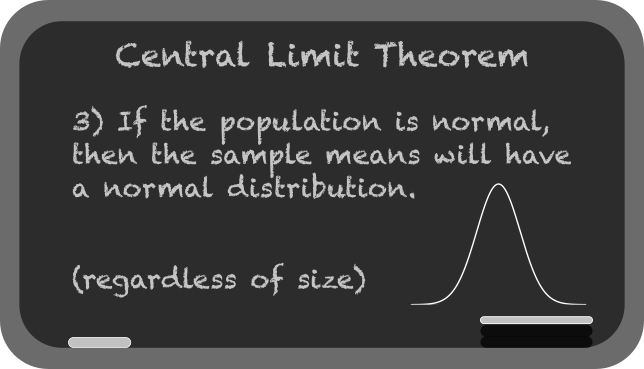 Central Limit Theorem
3) If the population is normal,
then the sample means will have
a normal distribution.
(regardless of size)